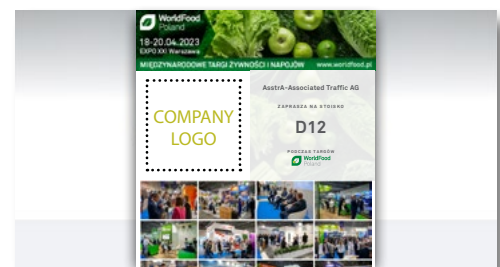 WorldFood
Poland
18-20.04.2023
EXPO XXI Warszawa
MIĘDZYNARODOWE TARGI ŻYWNOŚCI I NAPOJÓW www.worldfood.pl
COMPANY
LOGO
AsstrA-Associated Traffic AG
ZAPRASZA NA STOISKO
D12
PODCZAS TARGÓW
WorldFood
Poland